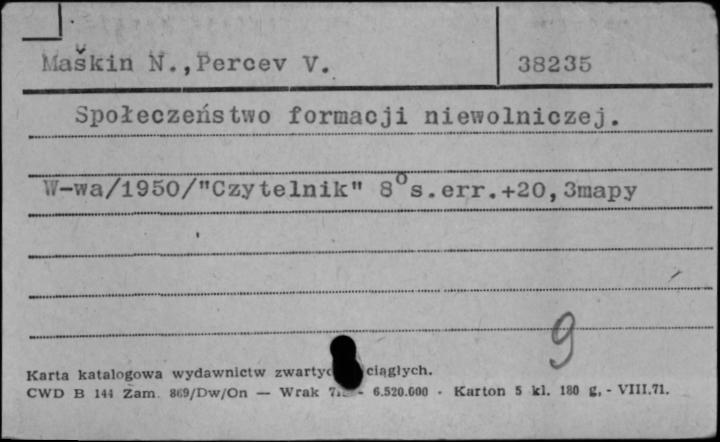 Maškin N.,Percev V. 38235
Społeczeństwo formacji niewolniczej.
W-wa/1950/"Czytelnik" 8° s.err.+20,3mapy
9
Karta katalogowa wydawnictw ciągłych.
CWD B 144 Zam. 869/Dw/On — Wrak 6.520.000 - Karton 5 kl. 180 g. - VIII.71.